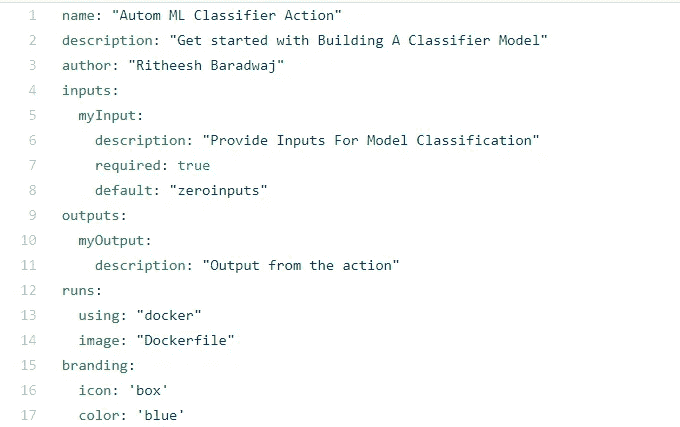 1 name: "Autom ML Classifier Action"
2 description: "Get started with Building A Classifier Model"
3 author: "Ritheesh Baradwaj"
4 inputs:
5   myInput:
6     description: "Provide Inputs For Model Classification"
7     required: true
8     default: "zeroinputs"
9 outputs:
10   myOutput:
11     description: "Output from the action"
12 runs:
13   using: "docker"
14   image: "Dockerfile"
15 branding:
16   icon: 'box'
17   color: 'blue'